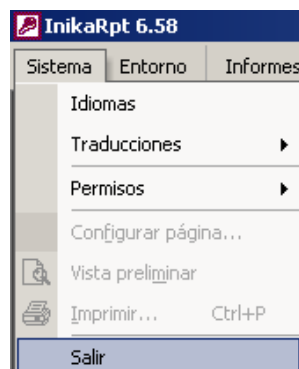 InikaRpt 6.58
Sistema Entorno Informes
Idiomas
Traducciones
Permisos
Configurar página...
Vista preliminar
Imprimir... Ctrl+P
Salir